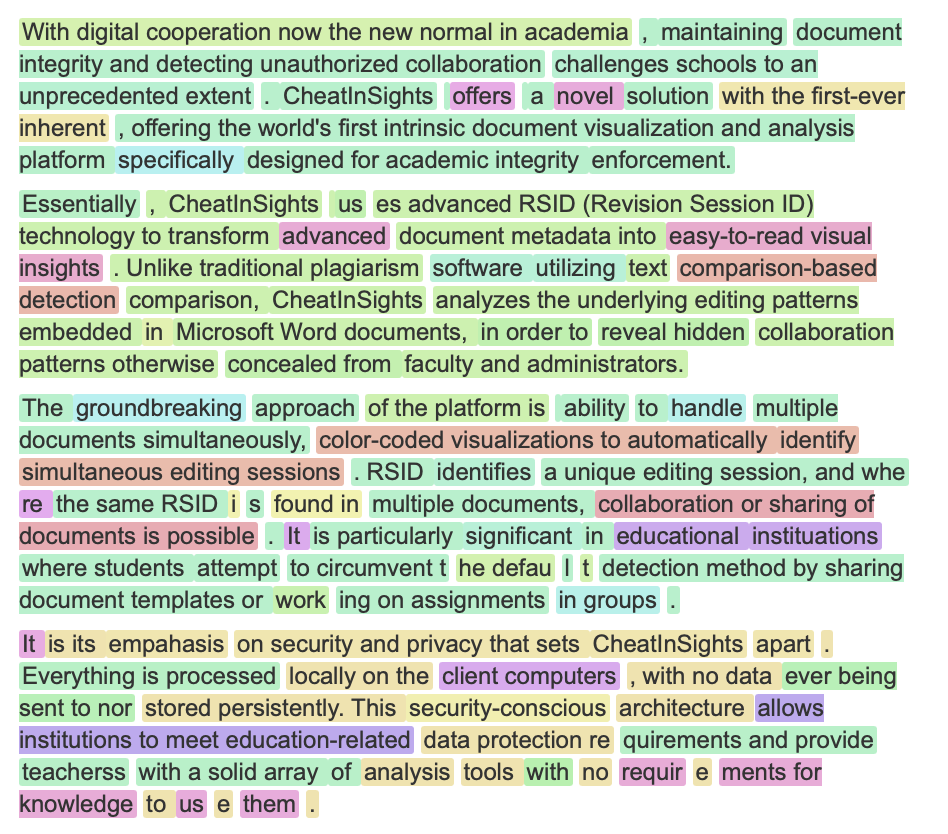 With digital cooperation now the new normal in academia , maintaining document
integrity and detecting unauthorized collaboration challenges schools to an
unprecedented extent . CheatInSights offers a novel solution with the first-ever
inherent , offering the world's first intrinsic document visualization and analysis
platform specifically designed for academic integrity enforcement.
Essentially , CheatInSights us es advanced RSID (Revision Session ID)
technology to transform advanced document metadata into easy-to-read visual
insights . Unlike traditional plagiarism software utilizing text comparison-based
detection comparison, CheatInSights analyzes the underlying editing patterns
embedded in Microsoft Word documents, in order to reveal hidden collaboration
patterns otherwise concealed from faculty and administrators.
The groundbreaking approach of the platform is ability to handle multiple
documents simultaneously, color-coded visualizations to automatically identify
simultaneous editing sessions . RSID identifies a unique editing session, and whe
re the same RSID i s found in multiple documents, collaboration or sharing of
documents is possible . It is particularly significant in educational instituations
where students attempt to circumvent t he defau l t detection method by sharing
document templates or work ing on assignments in groups .
It is its empahasis on security and privacy that sets CheatInSights apart .
Everything is processed locally on the client computers , with no data ever being
sent to nor stored persistently. This security-conscious architecture allows
institutions to meet education-related data protection re quirements and provide
teacherss with a solid array of analysis tools with no requir e ments for
knowledge to us e them .